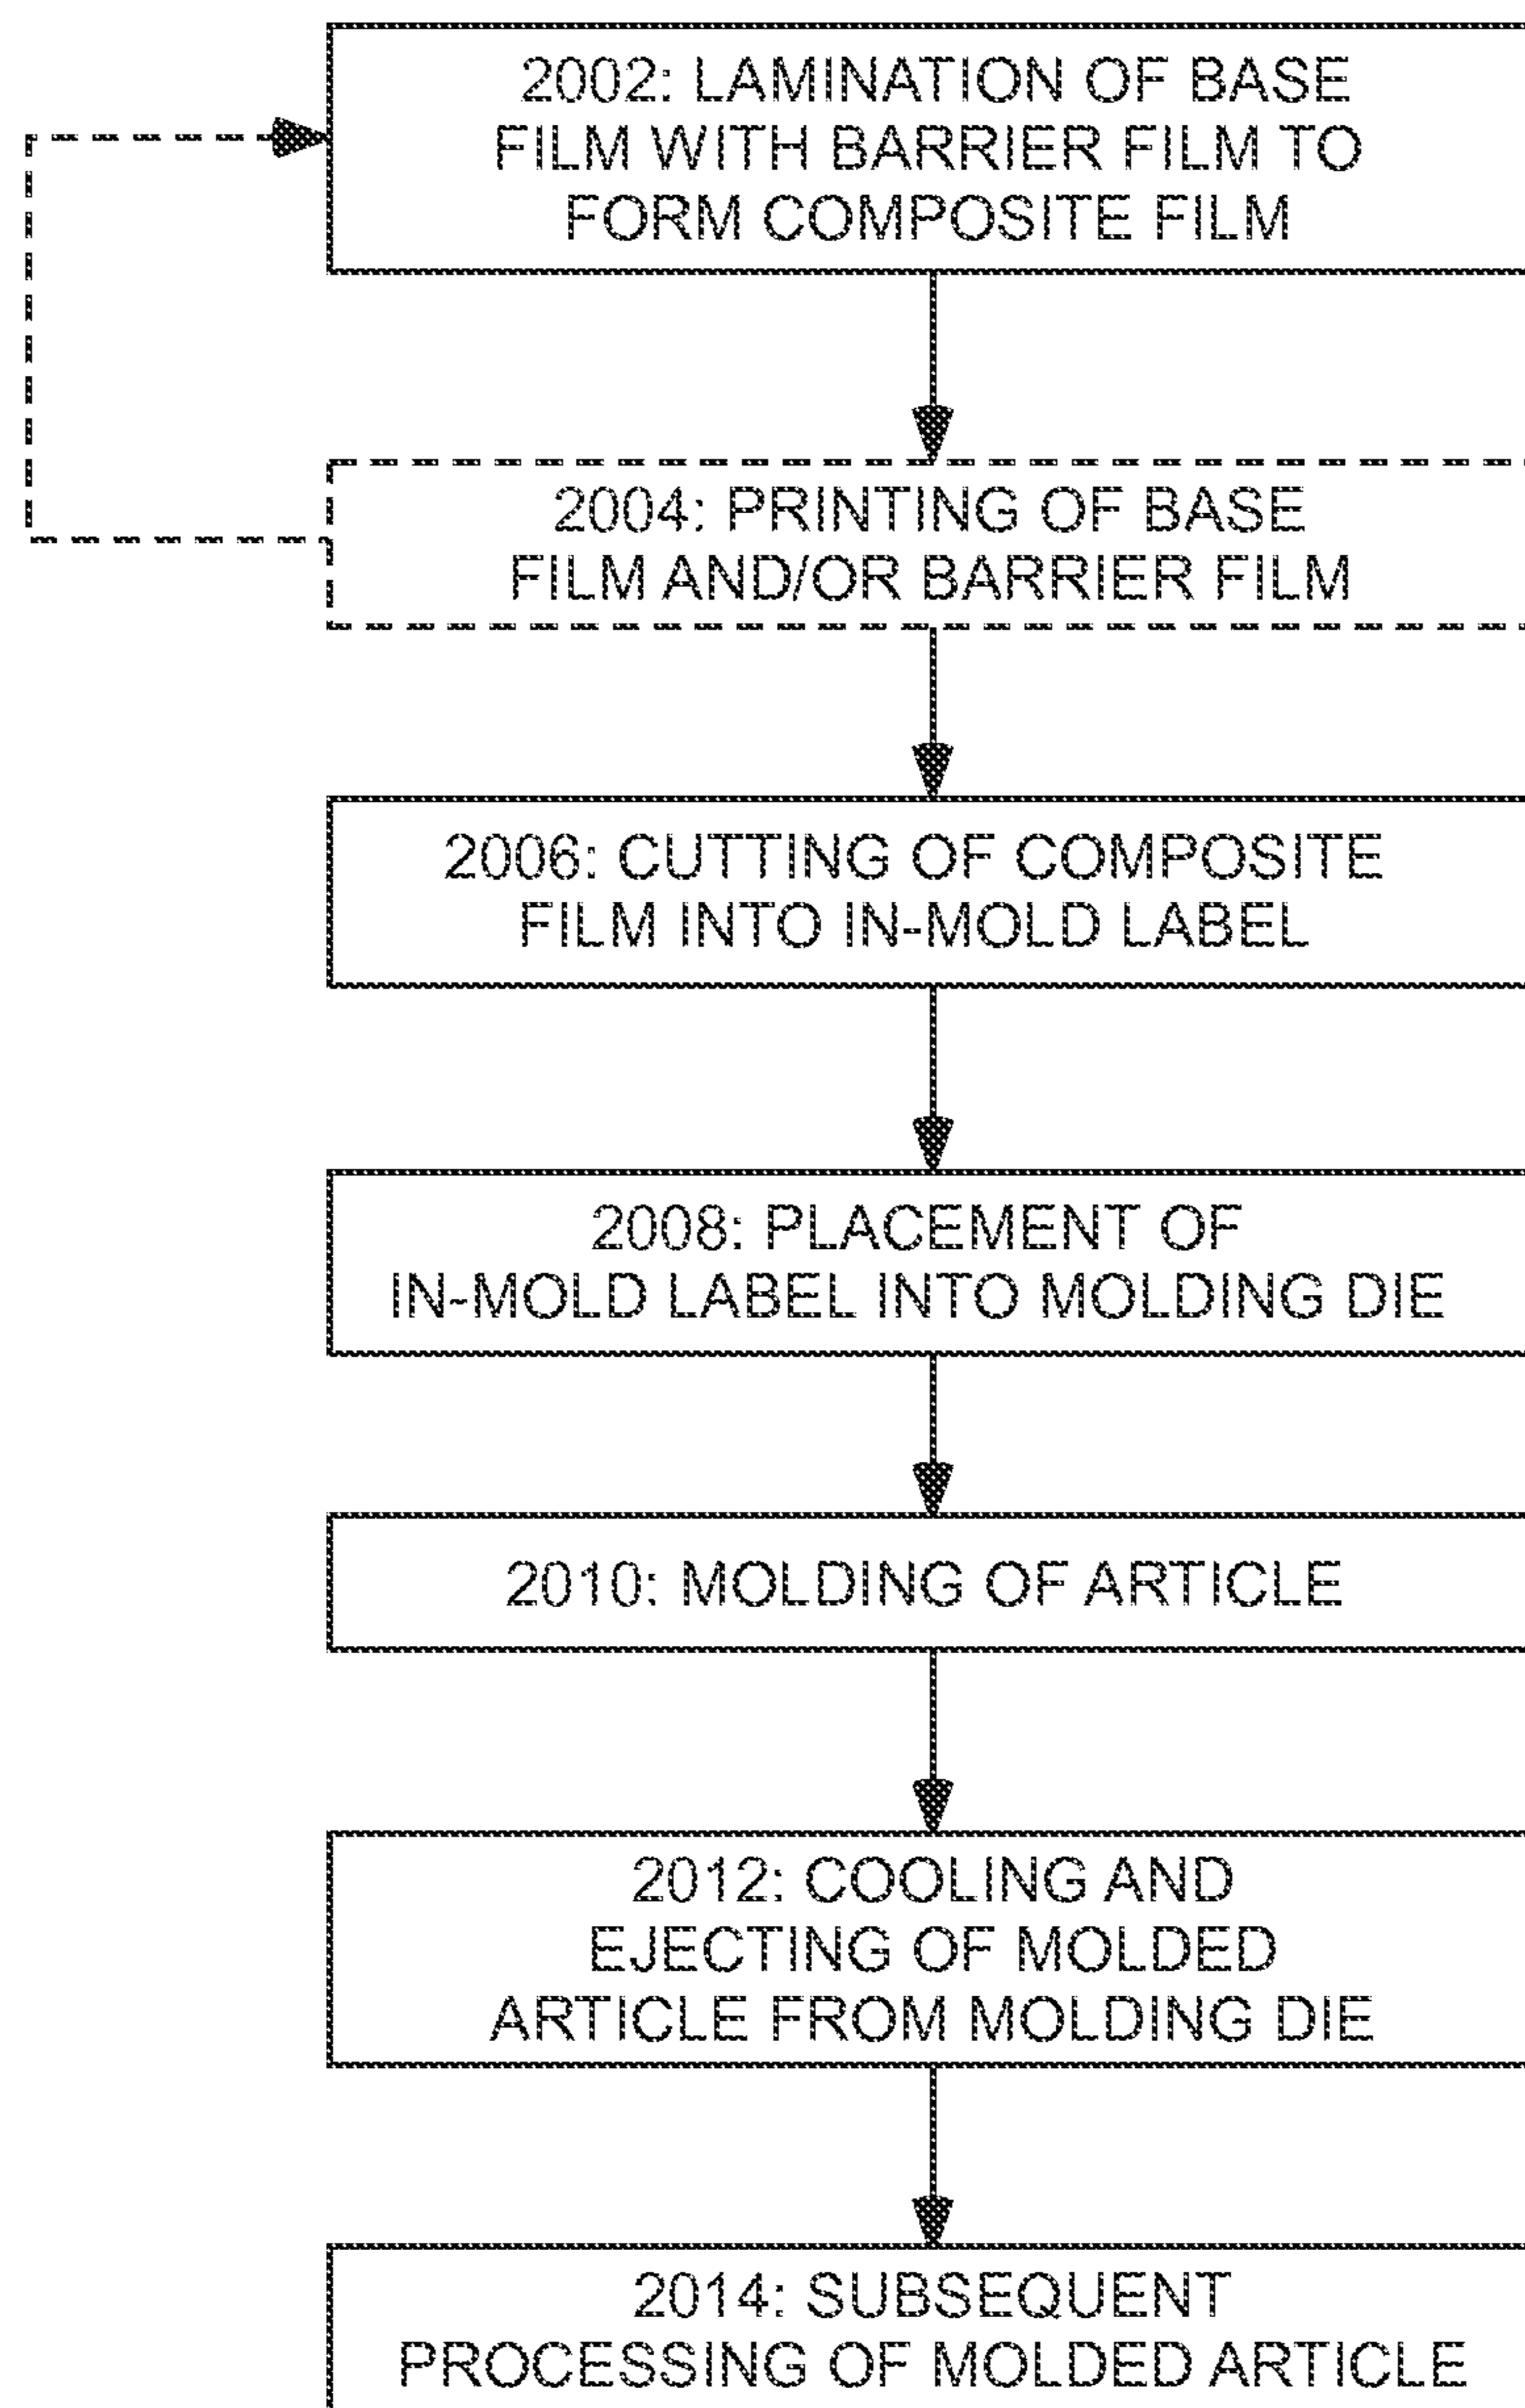 2002: LAMINATION OF BASE
FILM WITH BARRIER FILM TO
FORM COMPOSITE FILM
2004: PRINTING OF BASE
FILM AND/OR BARRIER FILM
2006: CUTTING OF COMPOSITE
FILM INTO IN-MOLD LABEL
2008: PLACEMENT OF
IN-MOLD LABEL INTO MOLDING DIE
2010: MOLDING OF ARTICLE
2012: COOLING AND
EJECTING OF MOLDED
ARTICLE FROM MOLDING DIE
2014: SUBSEQUENT
PROCESSING OF MOLDED ARTICLE